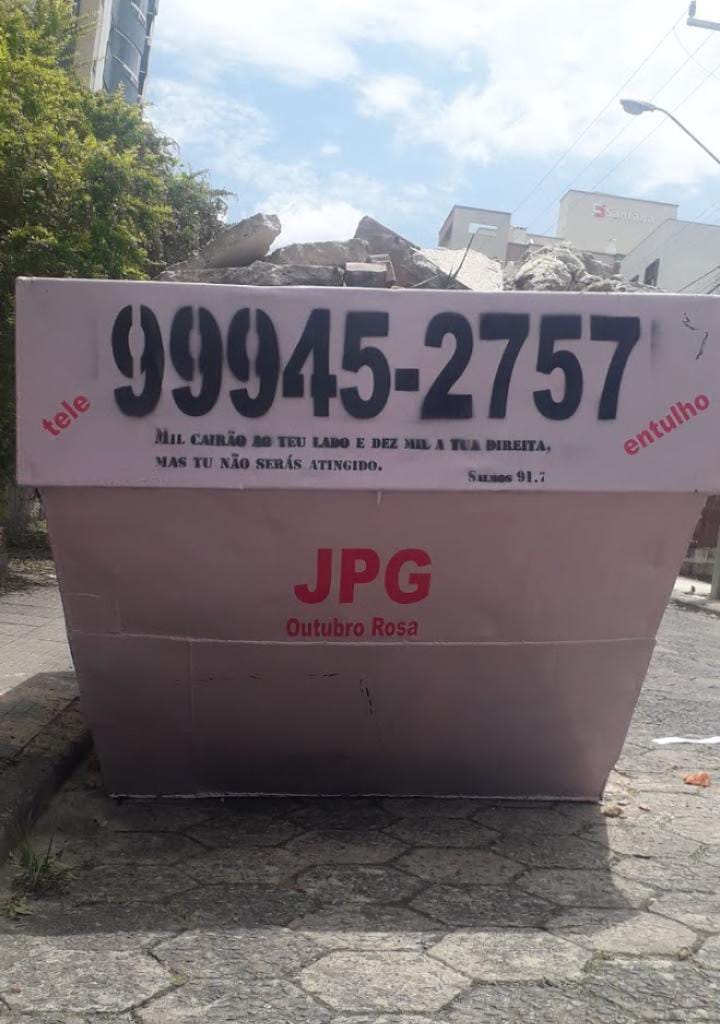 Santana
99945-2757
tele
entulho
MIL CAIRÃO AO TEU LADO E DEZ MIL A TUA DIREITA,
MAS TU NÃO SERÁS ATINGIDO.
SALMOS 91.7
JPG
Outubro Rosa